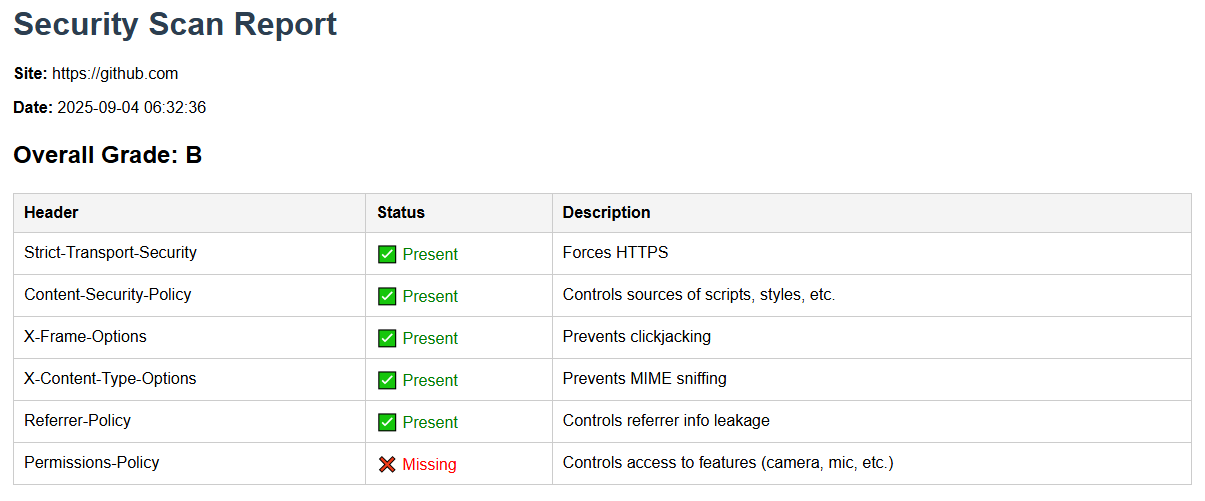 Security Scan Report
Site: https://github.com
Date: 2025-09-04 06:32:36
Overall Grade: B
Header Status Description
Strict-Transport-Security ✅ Present Forces HTTPS
Content-Security-Policy ✅ Present Controls sources of scripts, styles, etc.
X-Frame-Options ✅ Present Prevents clickjacking
X-Content-Type-Options ✅ Present Prevents MIME sniffing
Referrer-Policy ✅ Present Controls referrer info leakage
Permissions-Policy ❌ Missing Controls access to features (camera, mic, etc.)